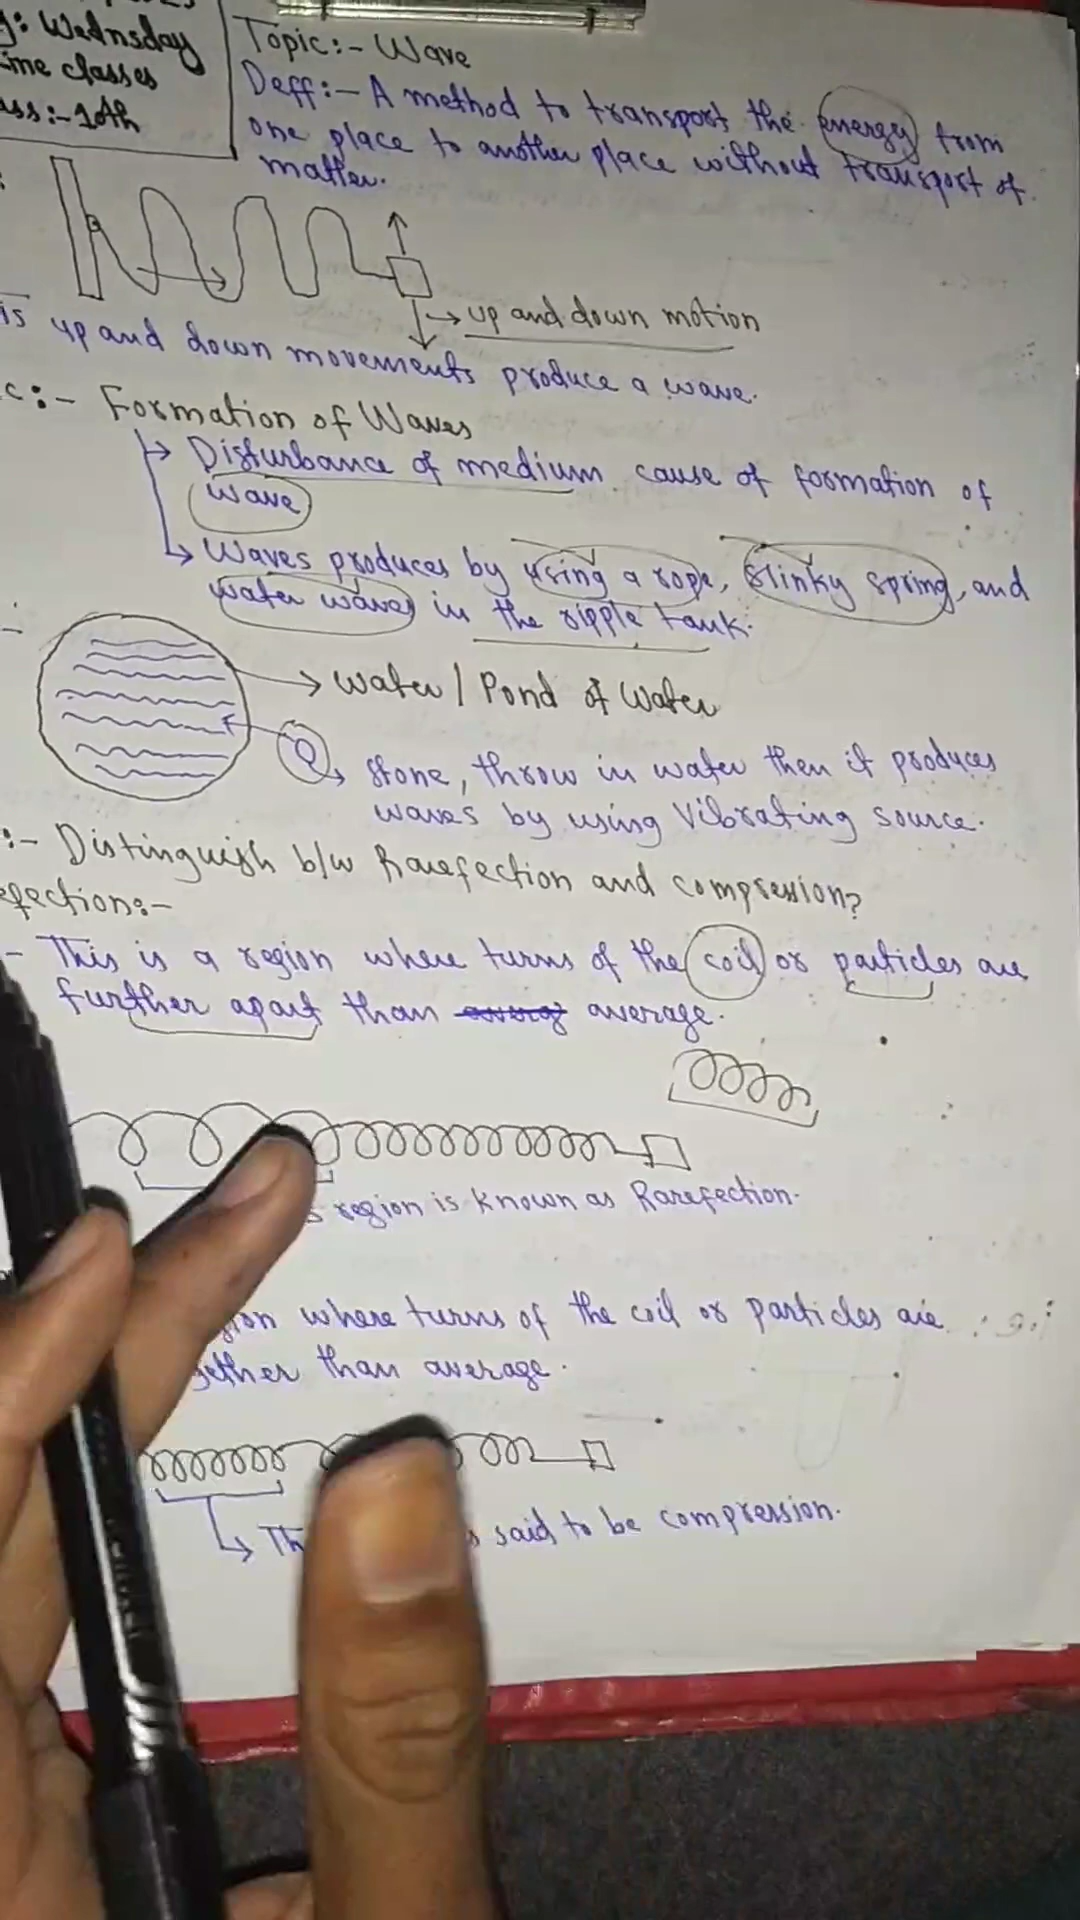 Wednsday
classes
:-10th
Topic:- Wave
Deff:- A method to transport the energy from
one place to another place without transport of
matter.
→ up and down motion
up and down movements produce a wave.
:- Formation of Waves
→ Disturbance of medium cause of formation of
wave
→ Waves produces by using a rope, slinky spring, and
water waves in the ripple tank.
→ Water / Pond of Water
stone, throw in water then it produces
waves by using vibrating source.
:- Distinguish b/w Rarefection and compression?
:-
- This is a region where turns of the coil or particles are
further apart than average.
region is known as Rarefection.
where turns of the coil or particles are
than average.
→ said to be compression.